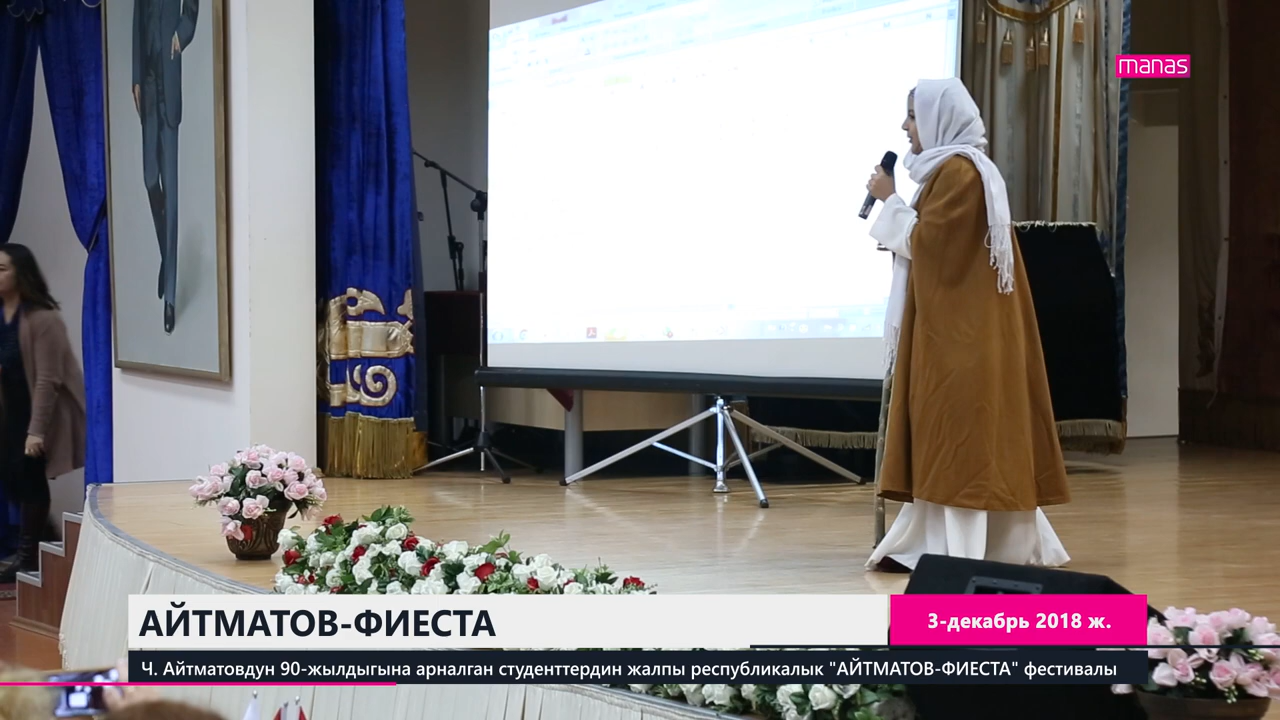 manas
АЙТМАТОВ-ФИЕСТА
3-декабрь 2018 ж.
Ч. Айтматовдун 90-жылдыгына арналган студенттердин жалпы республикалык "АЙТМАТОВ-ФИЕСТА" фестивалы